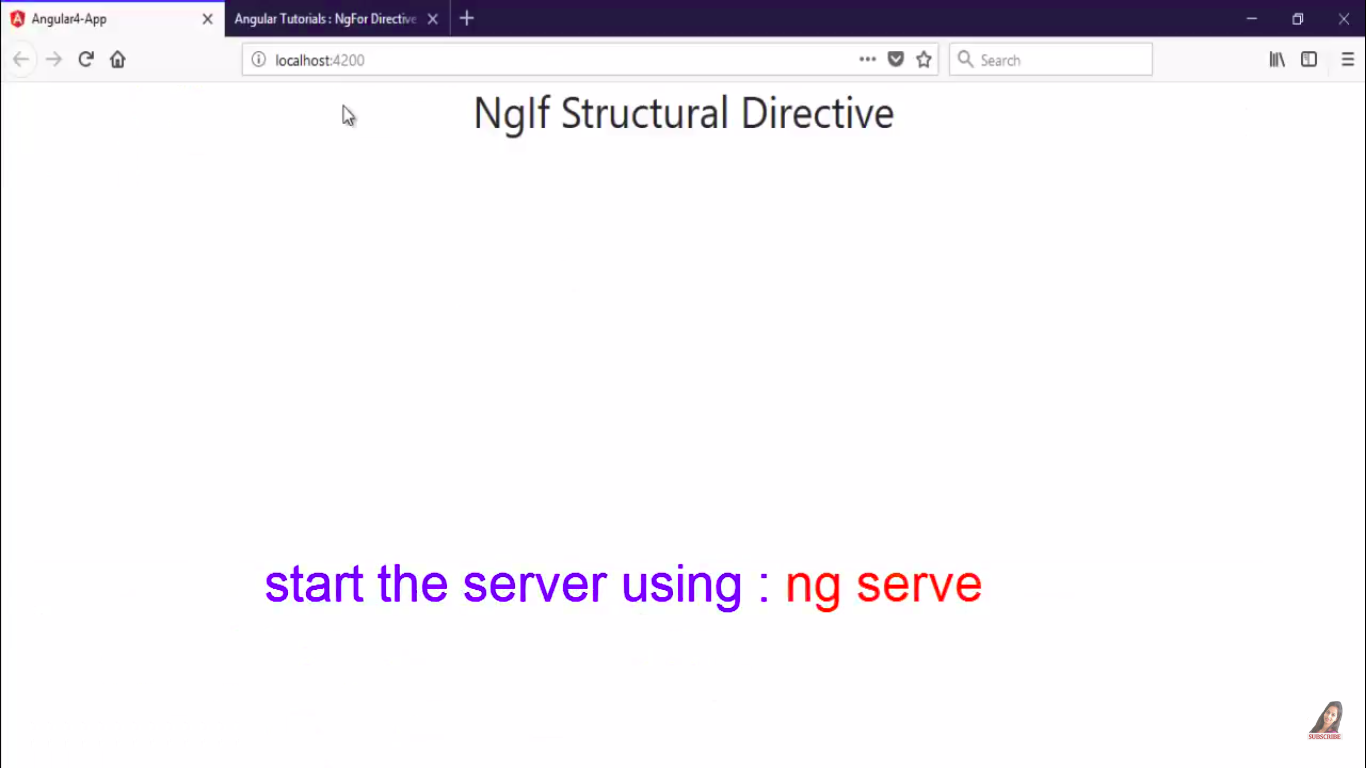 Angular4-App
Angular Tutorials : NgFor Directive
localhost:4200
Search
NgIf Structural Directive
start the server using : ng serve
SUBSCRIBE